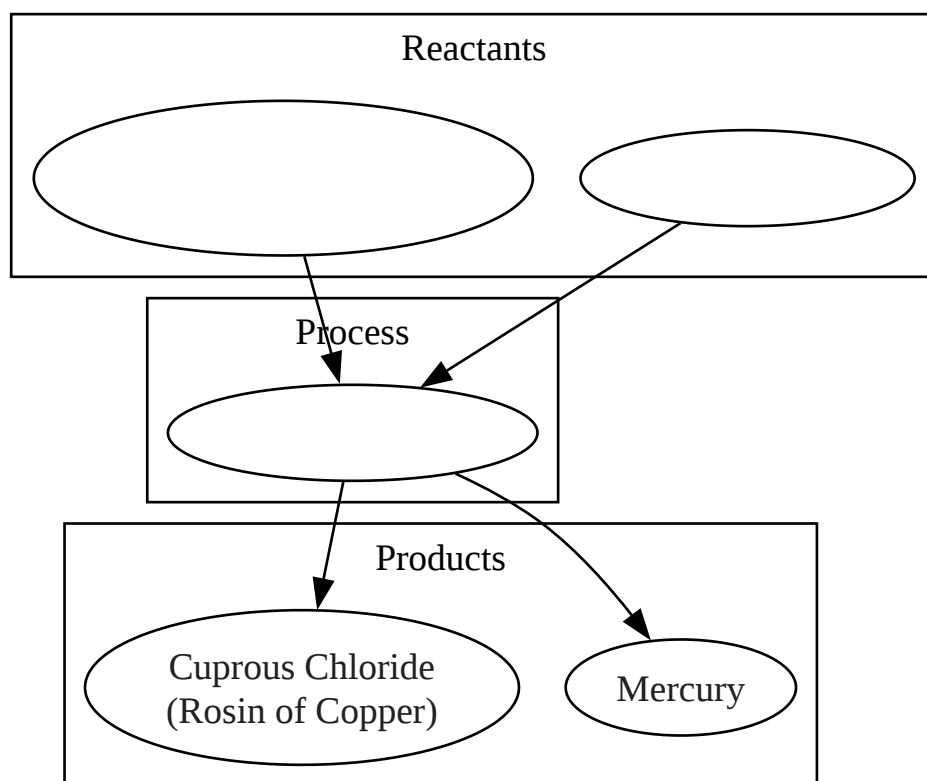 Reactants
Process
Products
Cuprous Chloride
(Rosin of Copper)
Mercury